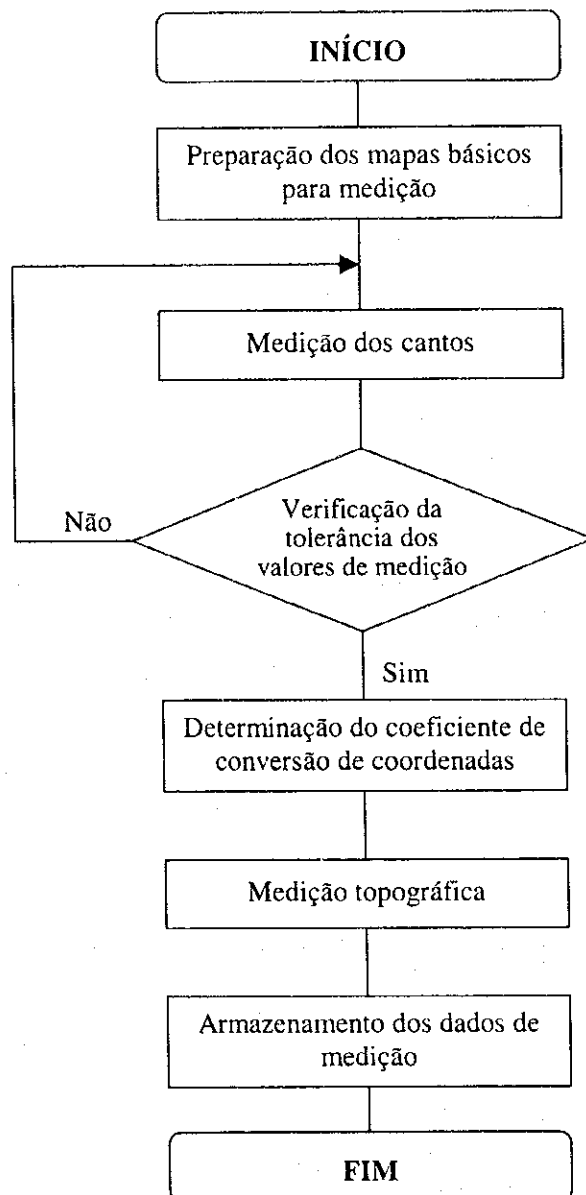 INÍCIO
Preparação dos mapas básicos
para medição
Medição dos cantos
Verificação da
tolerância dos
valores de medição
Não
Sim
Determinação do coeficiente de
conversão de coordenadas
Medição topográfica
Armazenamento dos dados de
medição
FIM